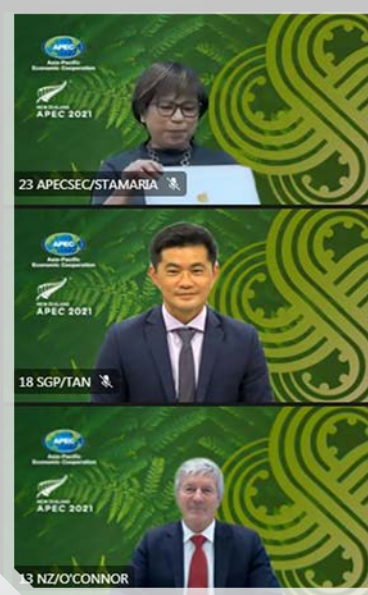 APEC
Asia-Pacific
Economic Cooperation
NEW ZEALAND
APEC 2021
23 APECSEC/STAMARIA
APEC
Asia-Pacific
Economic Cooperation
NEW ZEALAND
APEC 2021
18 SGP/TAN
APEC
Asia-Pacific
Economic Cooperation
NEW ZEALAND
APEC 2021
13 NZ/O'CONNOR